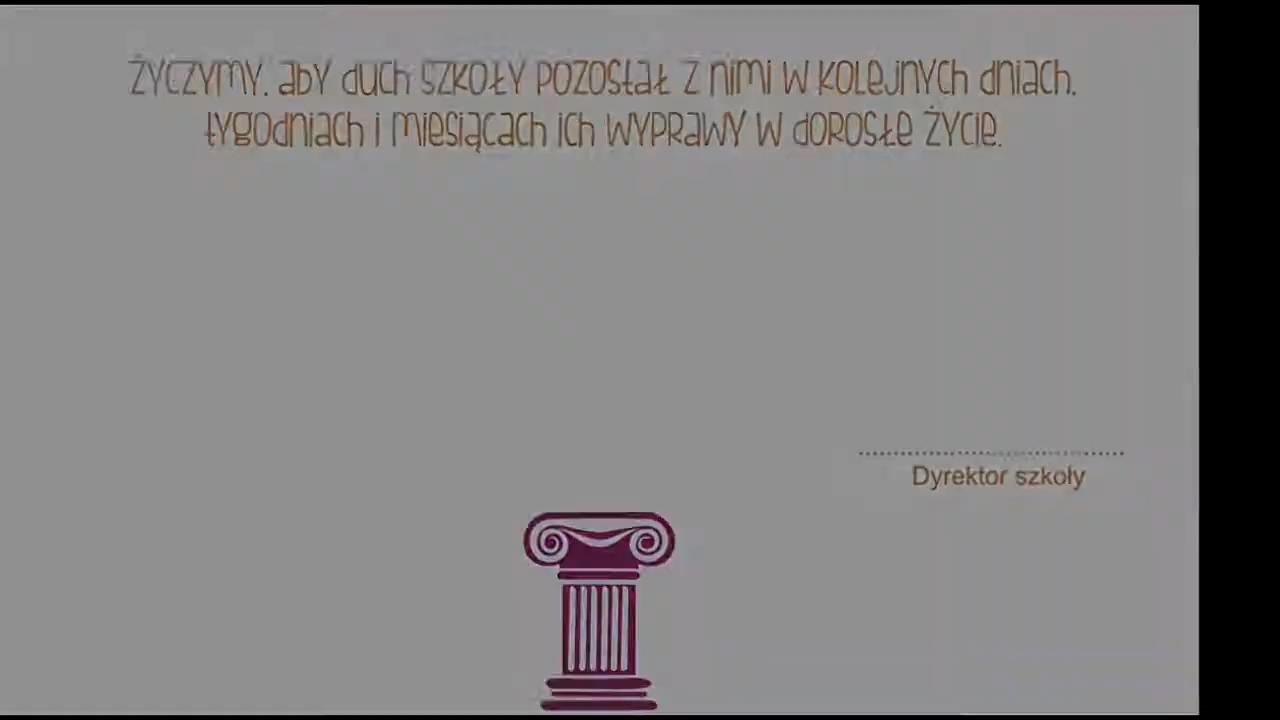 Życzymy, aby duch szkoły pozostał z nimi w kolejnych dniach,
tygodniach i miesiącach ich wyprawy w dorosłe życie.
Dyrektor szkoły